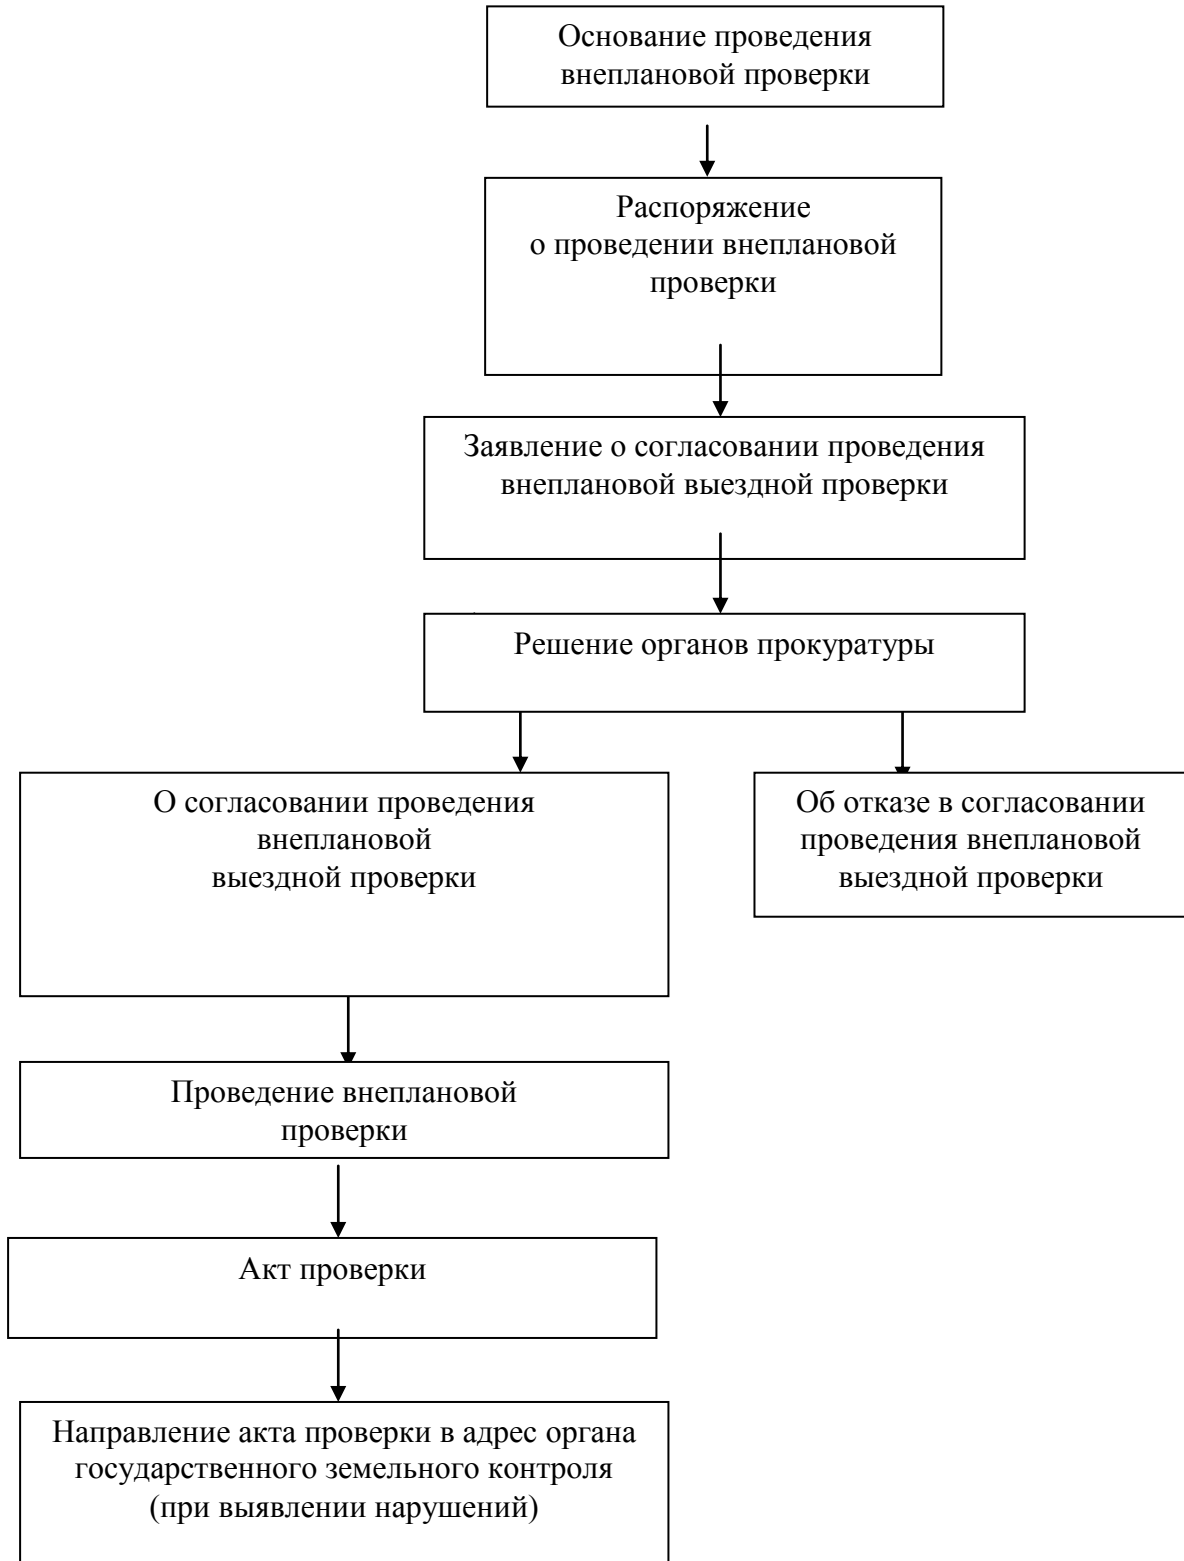 Основание проведения
внеплановой проверки
Распоряжение
о проведении внеплановой
проверки
Заявление о согласовании проведения
внеплановой выездной проверки
Решение органов прокуратуры
О согласовании проведения
внеплановой
выездной проверки
Об отказе в согласовании
проведения внеплановой
выездной проверки
Проведение внеплановой
проверки
Акт проверки
Направление акта проверки в адрес органа
государственного земельного контроля
(при выявлении нарушений)